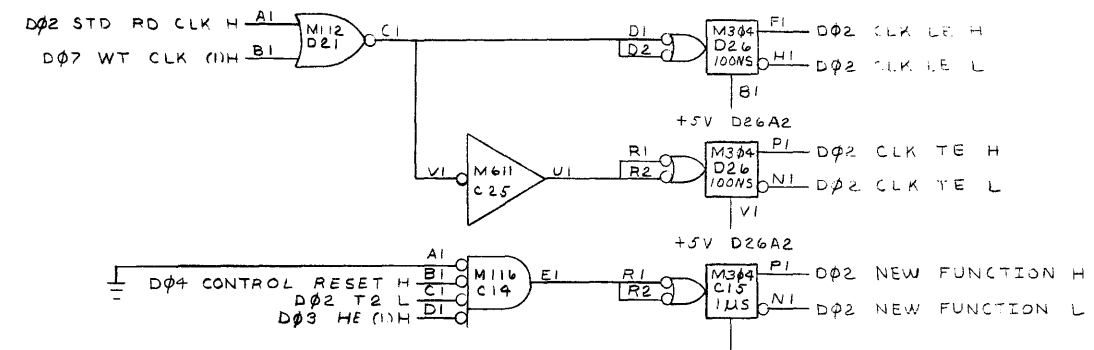 DØ2 STD RD CLK H A1
M112
D21
C1
DØ7 WT CLK (1)H B1
D1
D2
M3Ø4
D26
100NS
F1 DØ2 CLK LE H
H1 DØ2 CLK LE L
B1
+5V D26A2
V1
M611
C25
U1
R1
R2
M3Ø4
D26
100NS
P1 DØ2 CLK TE H
N1 DØ2 CLK TE L
V1
+5V D26A2
A1
DØ4 CONTROL RESET H B1
DØ2 T2 L C1
DØ3 HE (1)H D1
M116
C14
E1
R1
R2
M3Ø4
C15
1µS
P1 DØ2 NEW FUNCTION H
N1 DØ2 NEW FUNCTION L